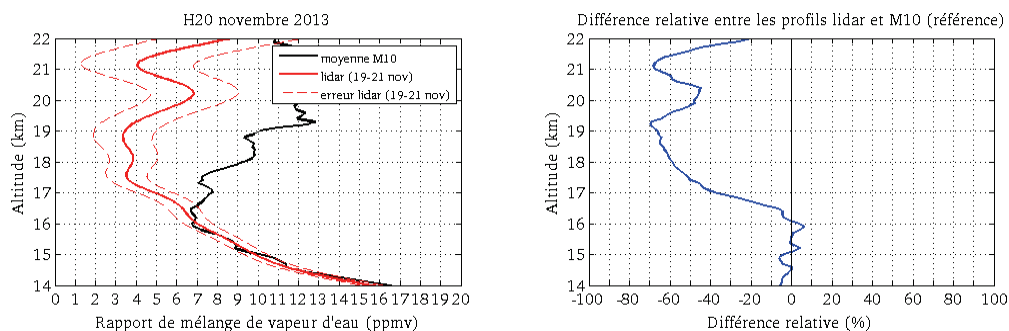 H20 novembre 2013
22
21
20
19
18
17
16
15
14
Altitude (km)
moyenne M10
lidar (19-21 nov)
erreur lidar (19-21 nov)
0 1 2 3 4 5 6 7 8 9 10 11 12 13 14 15 16 17 18 19 20
Rapport de mélange de vapeur d'eau (ppmv)
Différence relative entre les profils lidar et M10 (référence)
22
21
20
19
18
17
16
15
14
Altitude (km)
-100 -80 -60 -40 -20 0 20 40 60 80 100
Différence relative (%)